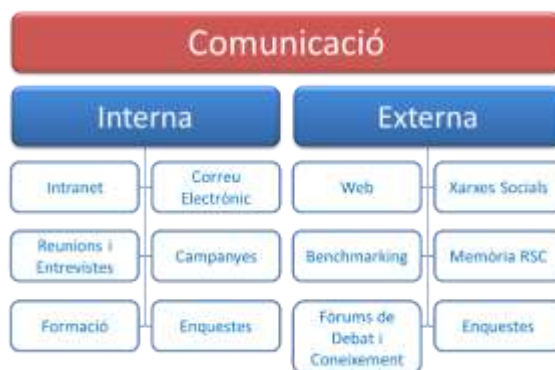 Comunicació
Interna
Externa
Intranet
Correu
Electrònic
Web
Xarxes Socials
Reunions i
Entrevistes
Campanyes
Benchmarking
Memòria RSC
Formació
Enquestes
Fòrums de
Debat i
Coneixement
Enquestes